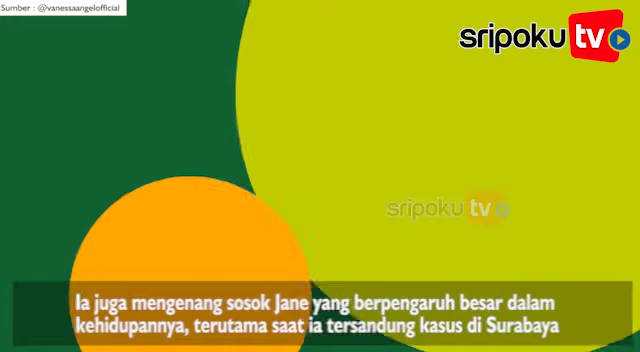 Sumber : @vanessaangelofficial
sripoku tv
sripoku tv
Ia juga mengenang sosok Jane yang berpengaruh besar dalam
kehidupannya, terutama saat ia tersandung kasus di Surabaya